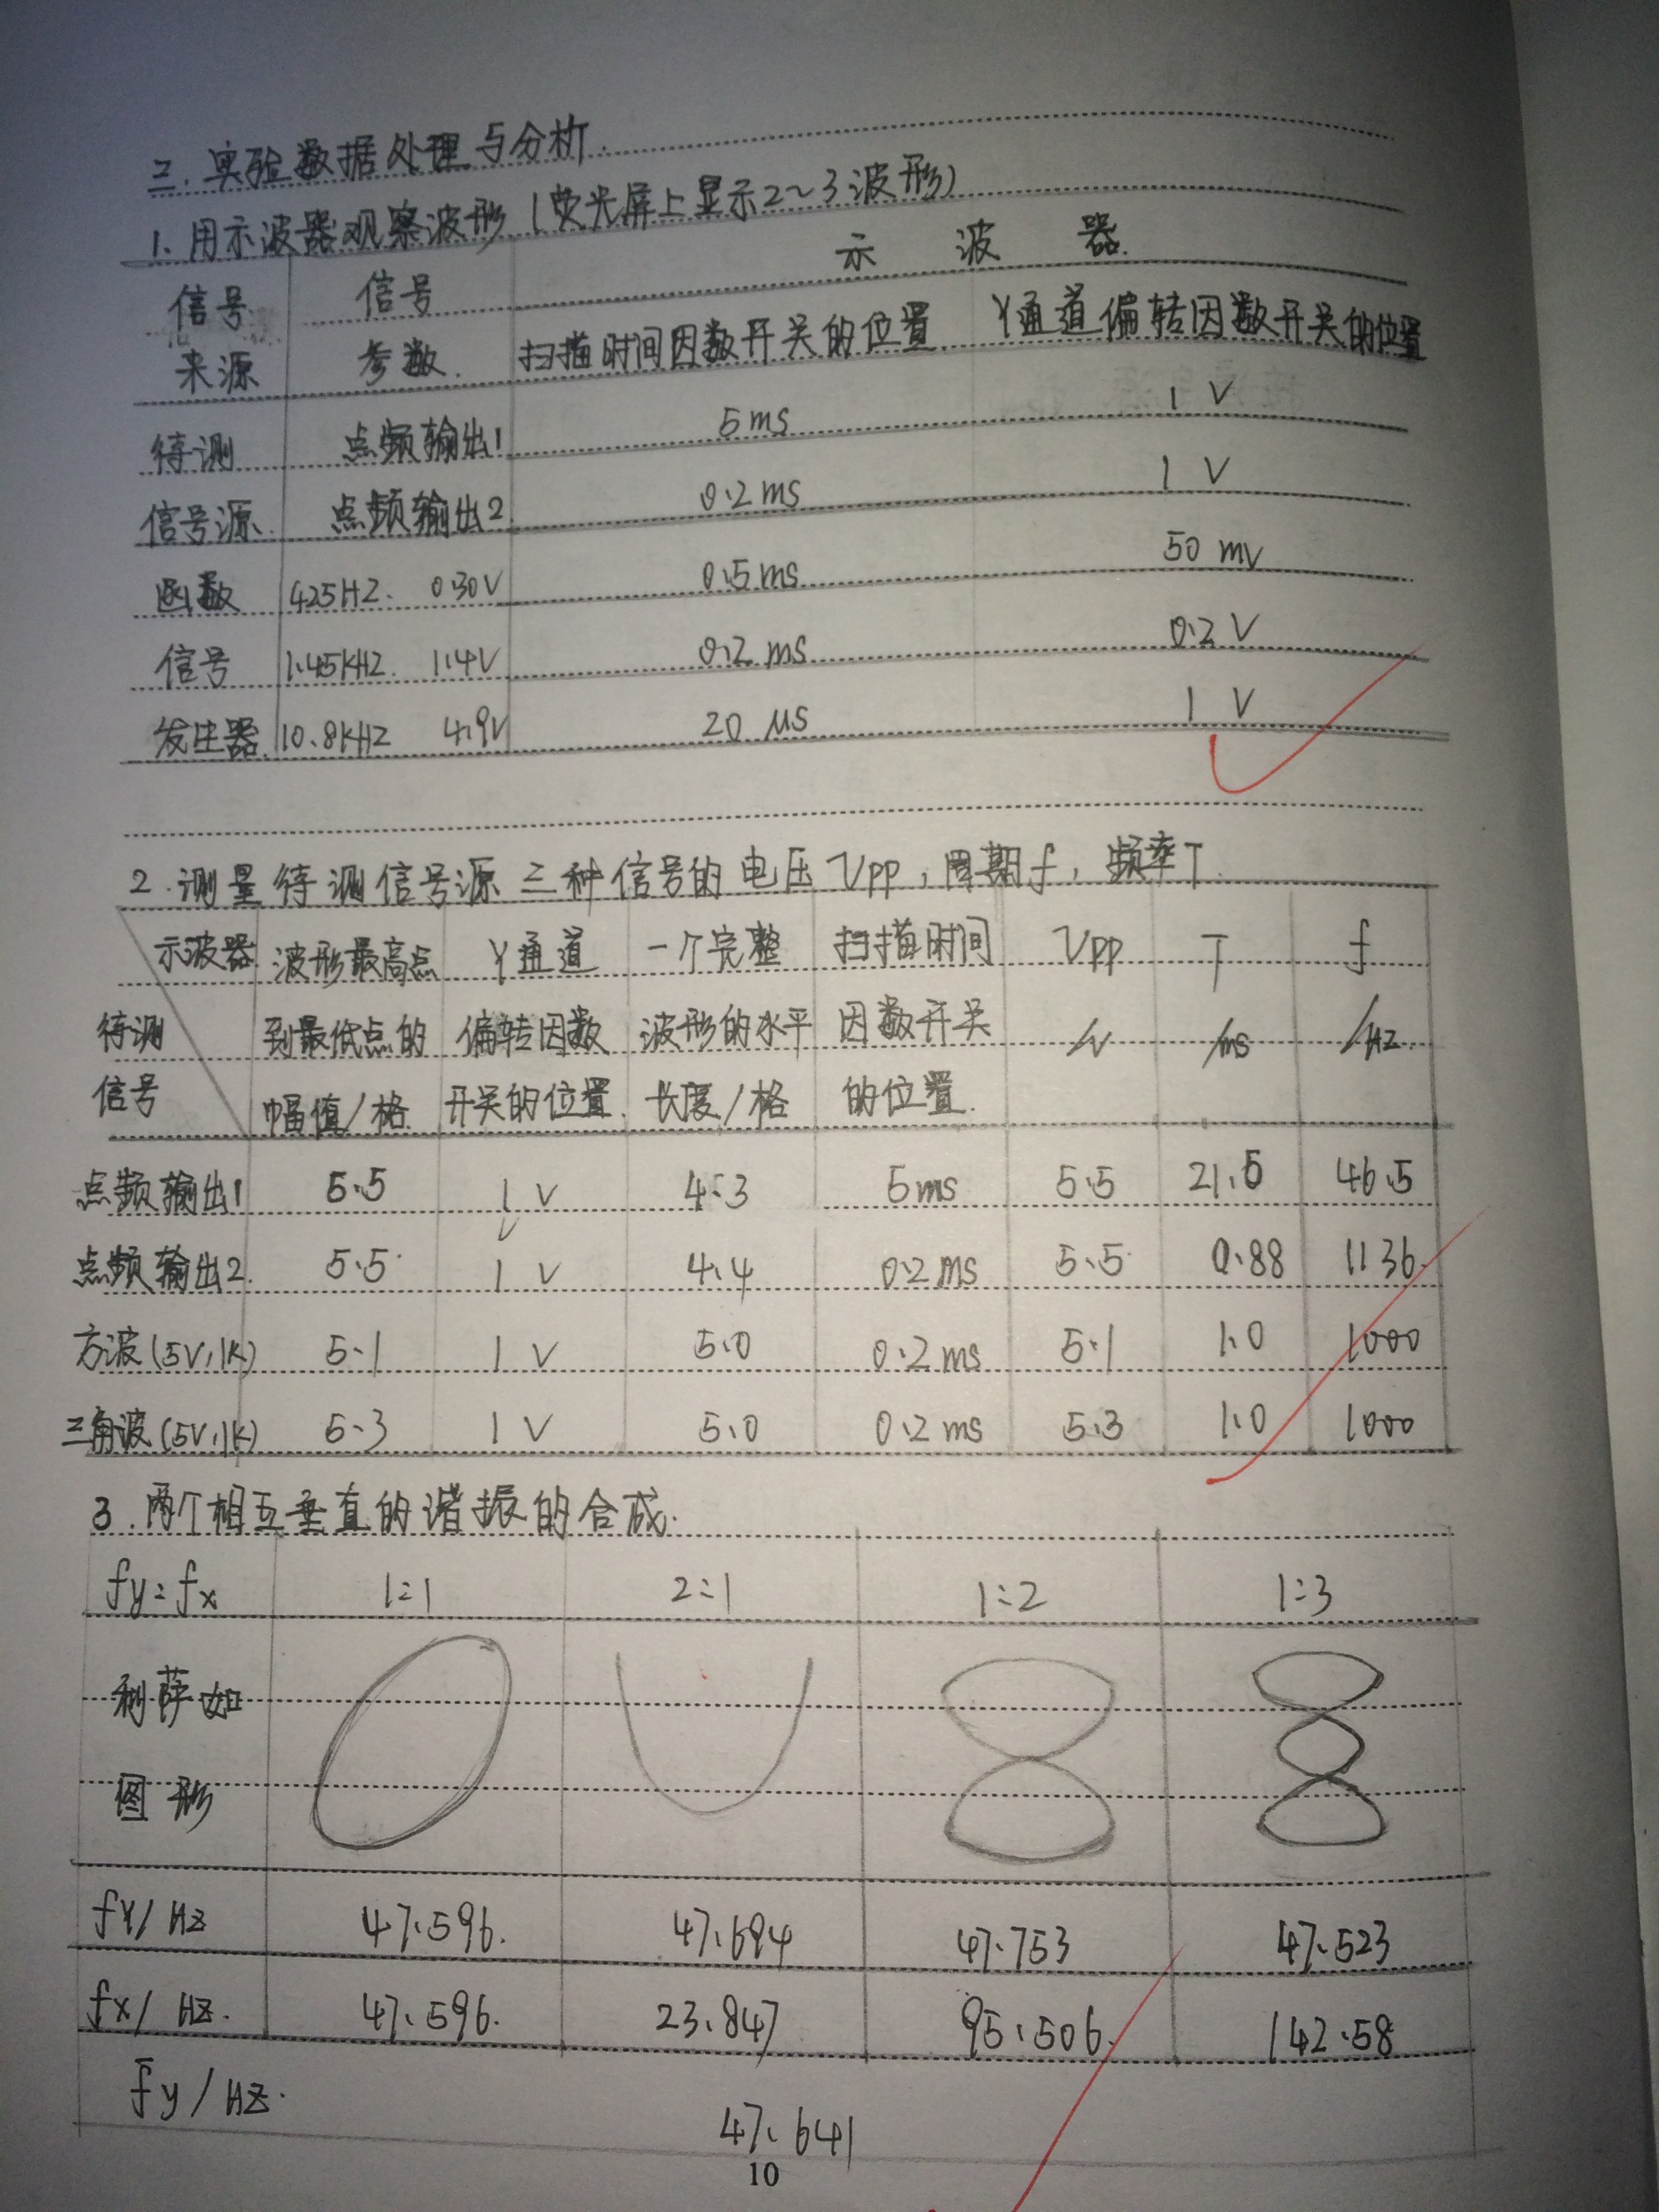 二.实验数据处理与分析.
1.用示波器观察波形(荧光屏上显示2~3波形)
信号 信号 示 波 器.
来源 参数. 扫描时间因数开关的位置 Y通道偏转因数开关的位置
待测 点频输出1 5ms 1 V
信号源. 点频输出2. 0.2ms 1 V
函数 425HZ. 0.30V 0.5ms 50 mV
信号 1.45KHZ. 1.4V 0.2 ms 0.2 V
发生器. 10.8KHZ 4.9V 20 μs 1 V
2.测量待测信号源三种信号的电压Vpp,周期f,频率T.
示波器 波形最高点 Y通道 一个完整 扫描时间 Vpp T f
待测 到最低点的 偏转因数 波形的水平 因数开关 /V /ms /HZ.
信号 幅值/格. 开关的位置. 长度/格 的位置.
点频输出1 5.5 1 V 4.3 5ms 5.5 21.5 46.5
点频输出2. 5.5 1 V 4.4 0.2 ms 5.5 0.88 1136.
方波(5V,1K) 5.1 1 V 5.0 0.2 ms 5.1 1.0 1000
三角波(5V,1K) 5.3 1 V 5.0 0.2 ms 5.3 1.0 1000
3.两个相互垂直的谐振的合成.
fy:fx 1:1 2:1 1:2 1:3
利萨如
图形
fY/HZ 47.596. 47.694 47.753 47.523
fx/HZ. 47.596. 23.847 95.506. 142.58
f̄y/HZ. 47.641
10